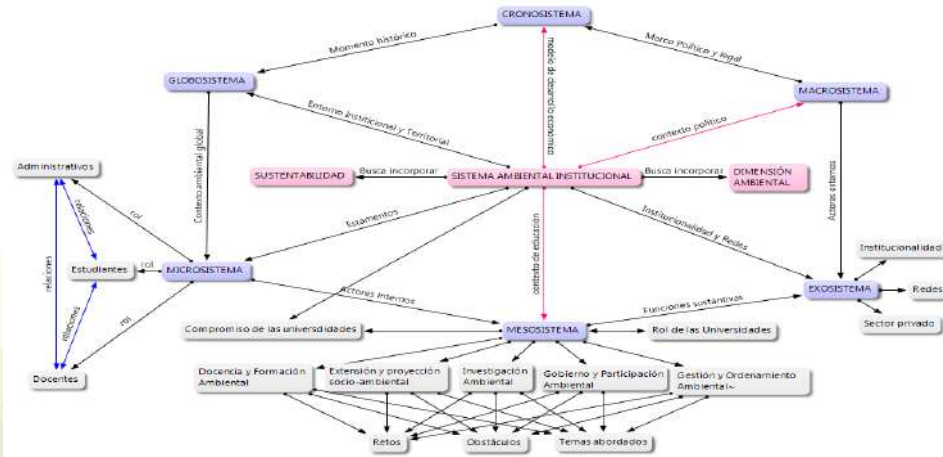 CRONOSISTEMA
Momento histórico
Marco Político y legal
GLOBOSISTEMA
modelo de desarrollo económico
MACROSISTEMA
Entorno Institicional y Territorial
contexto político
Administrativos
Contexto ambiental global
SUSTENTABILIDAD
Busca incorporar
SISTEMA AMBIENTAL INSTITUCIONAL
Busca incorporar
DIMENSIÓN
AMBIENTAL
Actores externos
relaciones
rol
Estamentos
Institucionalidad y Redes
contexto de educación
Institucionalidad
relaciones
Estudiantes
rol
MICROSISTEMA
Actores Internos
EXOSISTEMA
Redes
relaciones
rol
Funciones sustantivas
Sector privado
Compromiso de las universdidades
MESOSISTEMA
Rol de las Universidades
Docentes
Docencia y Formación
Ambiental
Extensión y proyección
socio-ambiental
Investigación
Ambiental
Gobierno y Participación
Ambiental
Gestión y Ordenamiento
Ambiental~
Retos
Obstáculos
Temas abordados